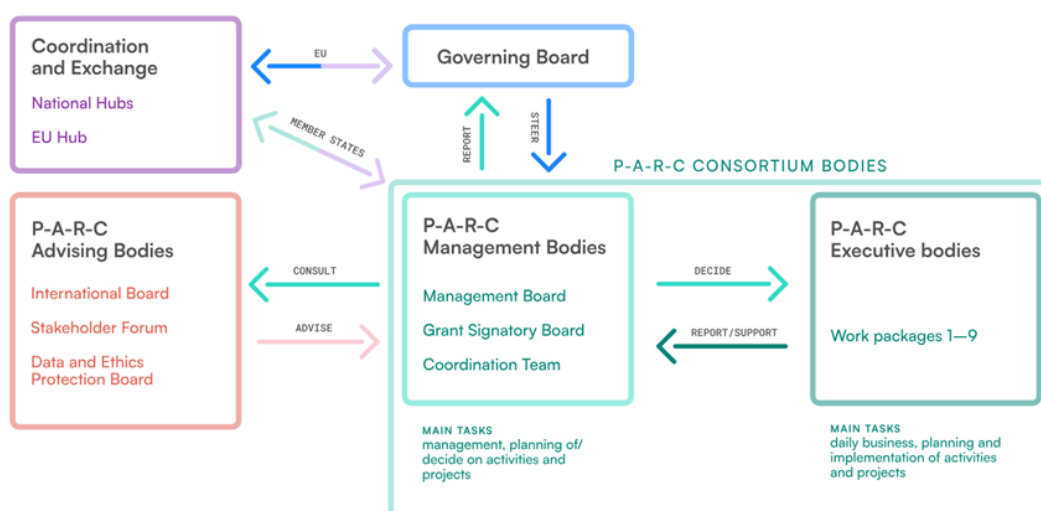 Coordination
and Exchange
National Hubs
EU Hub
EU
Governing Board
MEMBER STATES
REPORT
STEER
P-A-R-C CONSORTIUM BODIES
P-A-R-C
Advising Bodies
International Board
Stakeholder Forum
Data and Ethics
Protection Board
CONSULT
ADVISE
P-A-R-C
Management Bodies
Management Board
Grant Signatory Board
Coordination Team
DECIDE
REPORT/SUPPORT
P-A-R-C
Executive bodies
Work packages 1–9
MAIN TASKS
management, planning of/
decide on activities and
projects
MAIN TASKS
daily business, planning and
implementation of activities
and projects